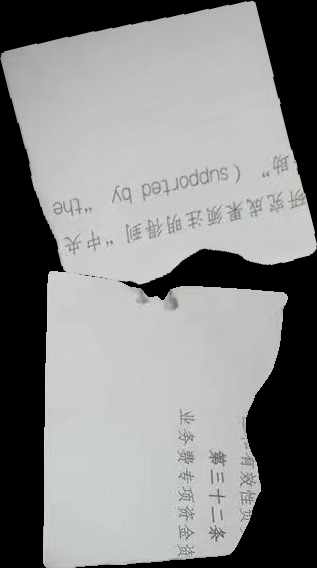 研究成果须注明得到“中央
助”（supported by “the
有效性负
第三十二条
业务费专项资金资